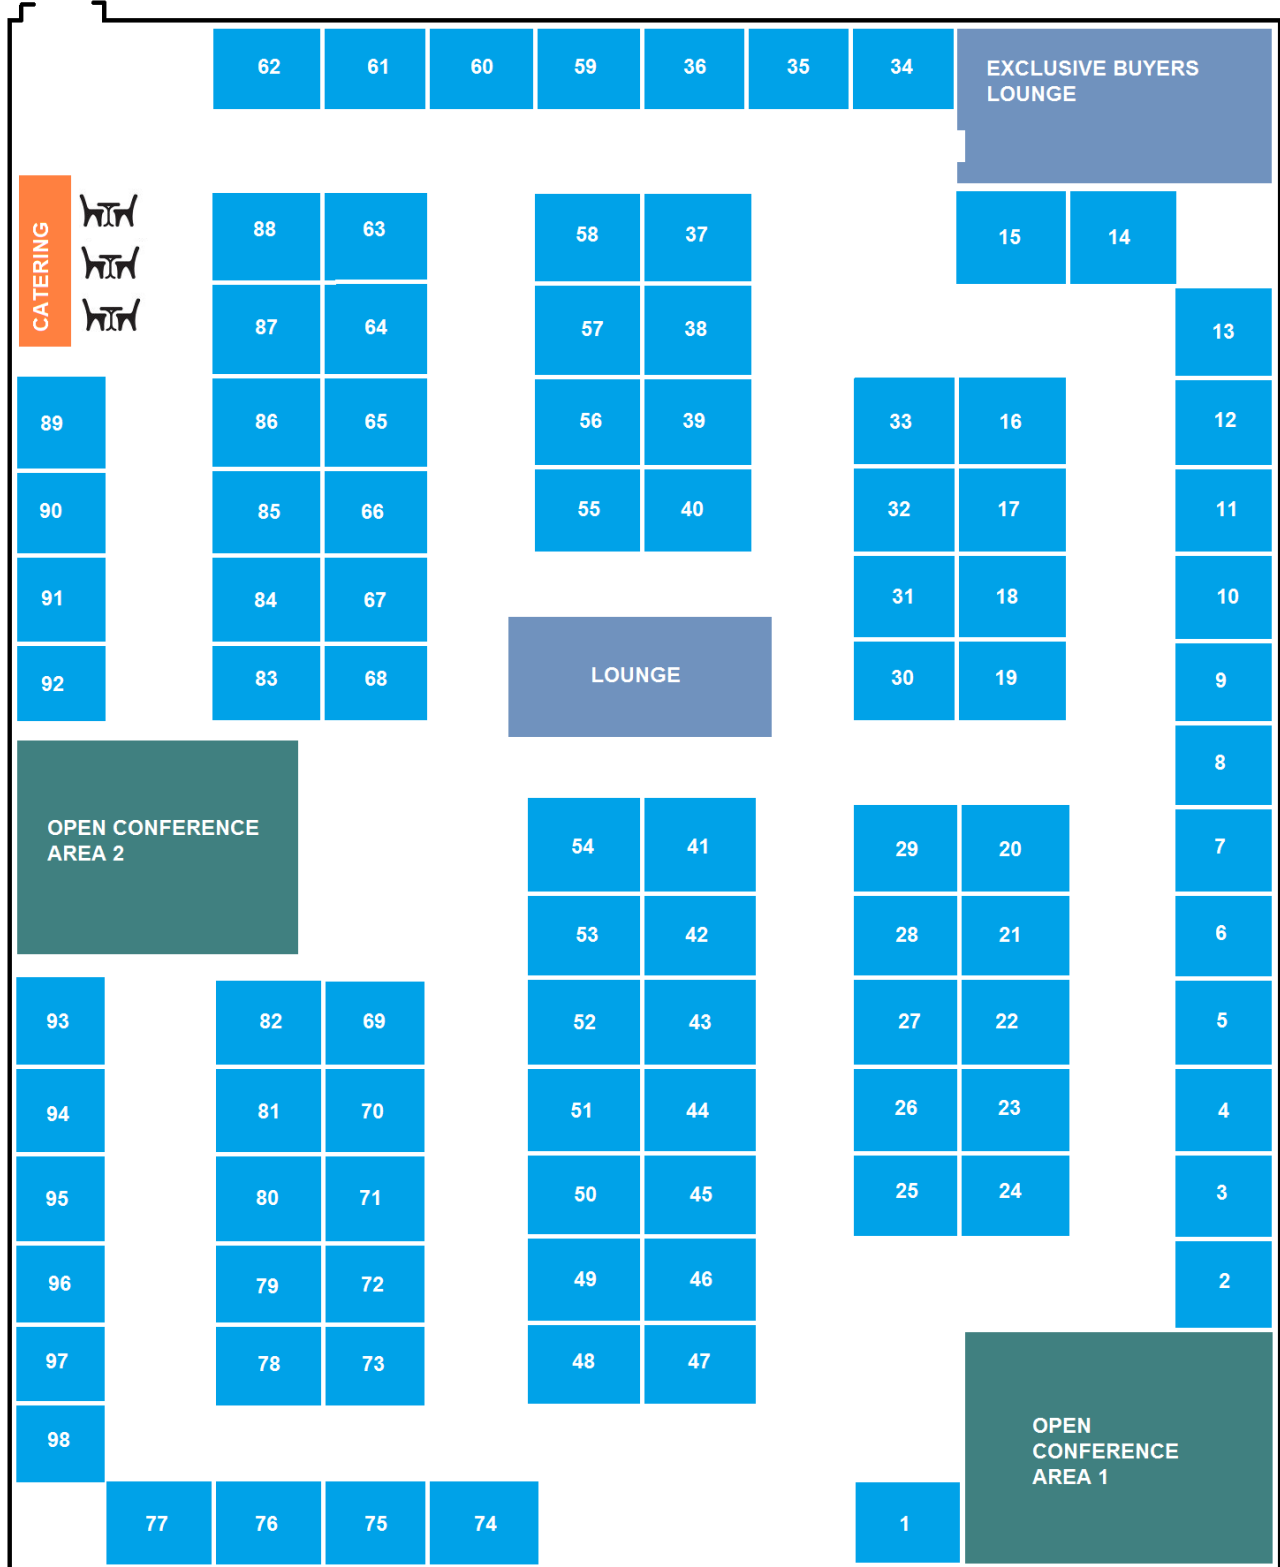 62 61 60 59 36 35 34
EXCLUSIVE BUYERS
LOUNGE
CATERING
88 63 58 37 15 14
87 64 57 38 13
89 86 65 56 39 33 16 12
90 85 66 55 40 32 17 11
91 84 67 31 18 10
92 83 68 LOUNGE 30 19 9
8
OPEN CONFERENCE
AREA 2
54 41 29 20 7
53 42 28 21 6
93 82 69 52 43 27 22 5
94 81 70 51 44 26 23 4
95 80 71 50 45 25 24 3
96 79 72 49 46 2
97 78 73 48 47
98
OPEN
CONFERENCE
AREA 1
77 76 75 74 1